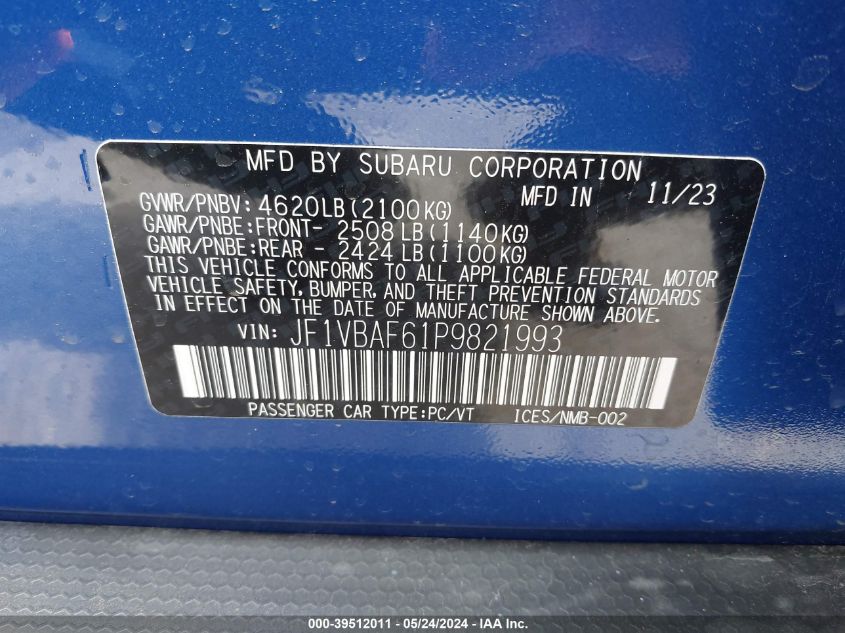 MFD BY SUBARU CORPORATION
MFD IN 11/23
GVWR/PNBV: 4620LB(2100KG)
GAWR/PNBE:FRONT- 2508LB(1140KG)
GAWR/PNBE:REAR - 2424LB(1100KG)
THIS VEHICLE CONFORMS TO ALL APPLICABLE FEDERAL MOTOR
VEHICLE SAFETY, BUMPER, AND THEFT PREVENTION STANDARDS
IN EFFECT ON THE DATE OF MANUFACTURE SHOWN ABOVE.
VIN: JF1VBAF61P9821993
PASSENGER CAR TYPE:PC/VT ICES/NMB-002
000-39512011 - 05/24/2024 - IAA Inc.